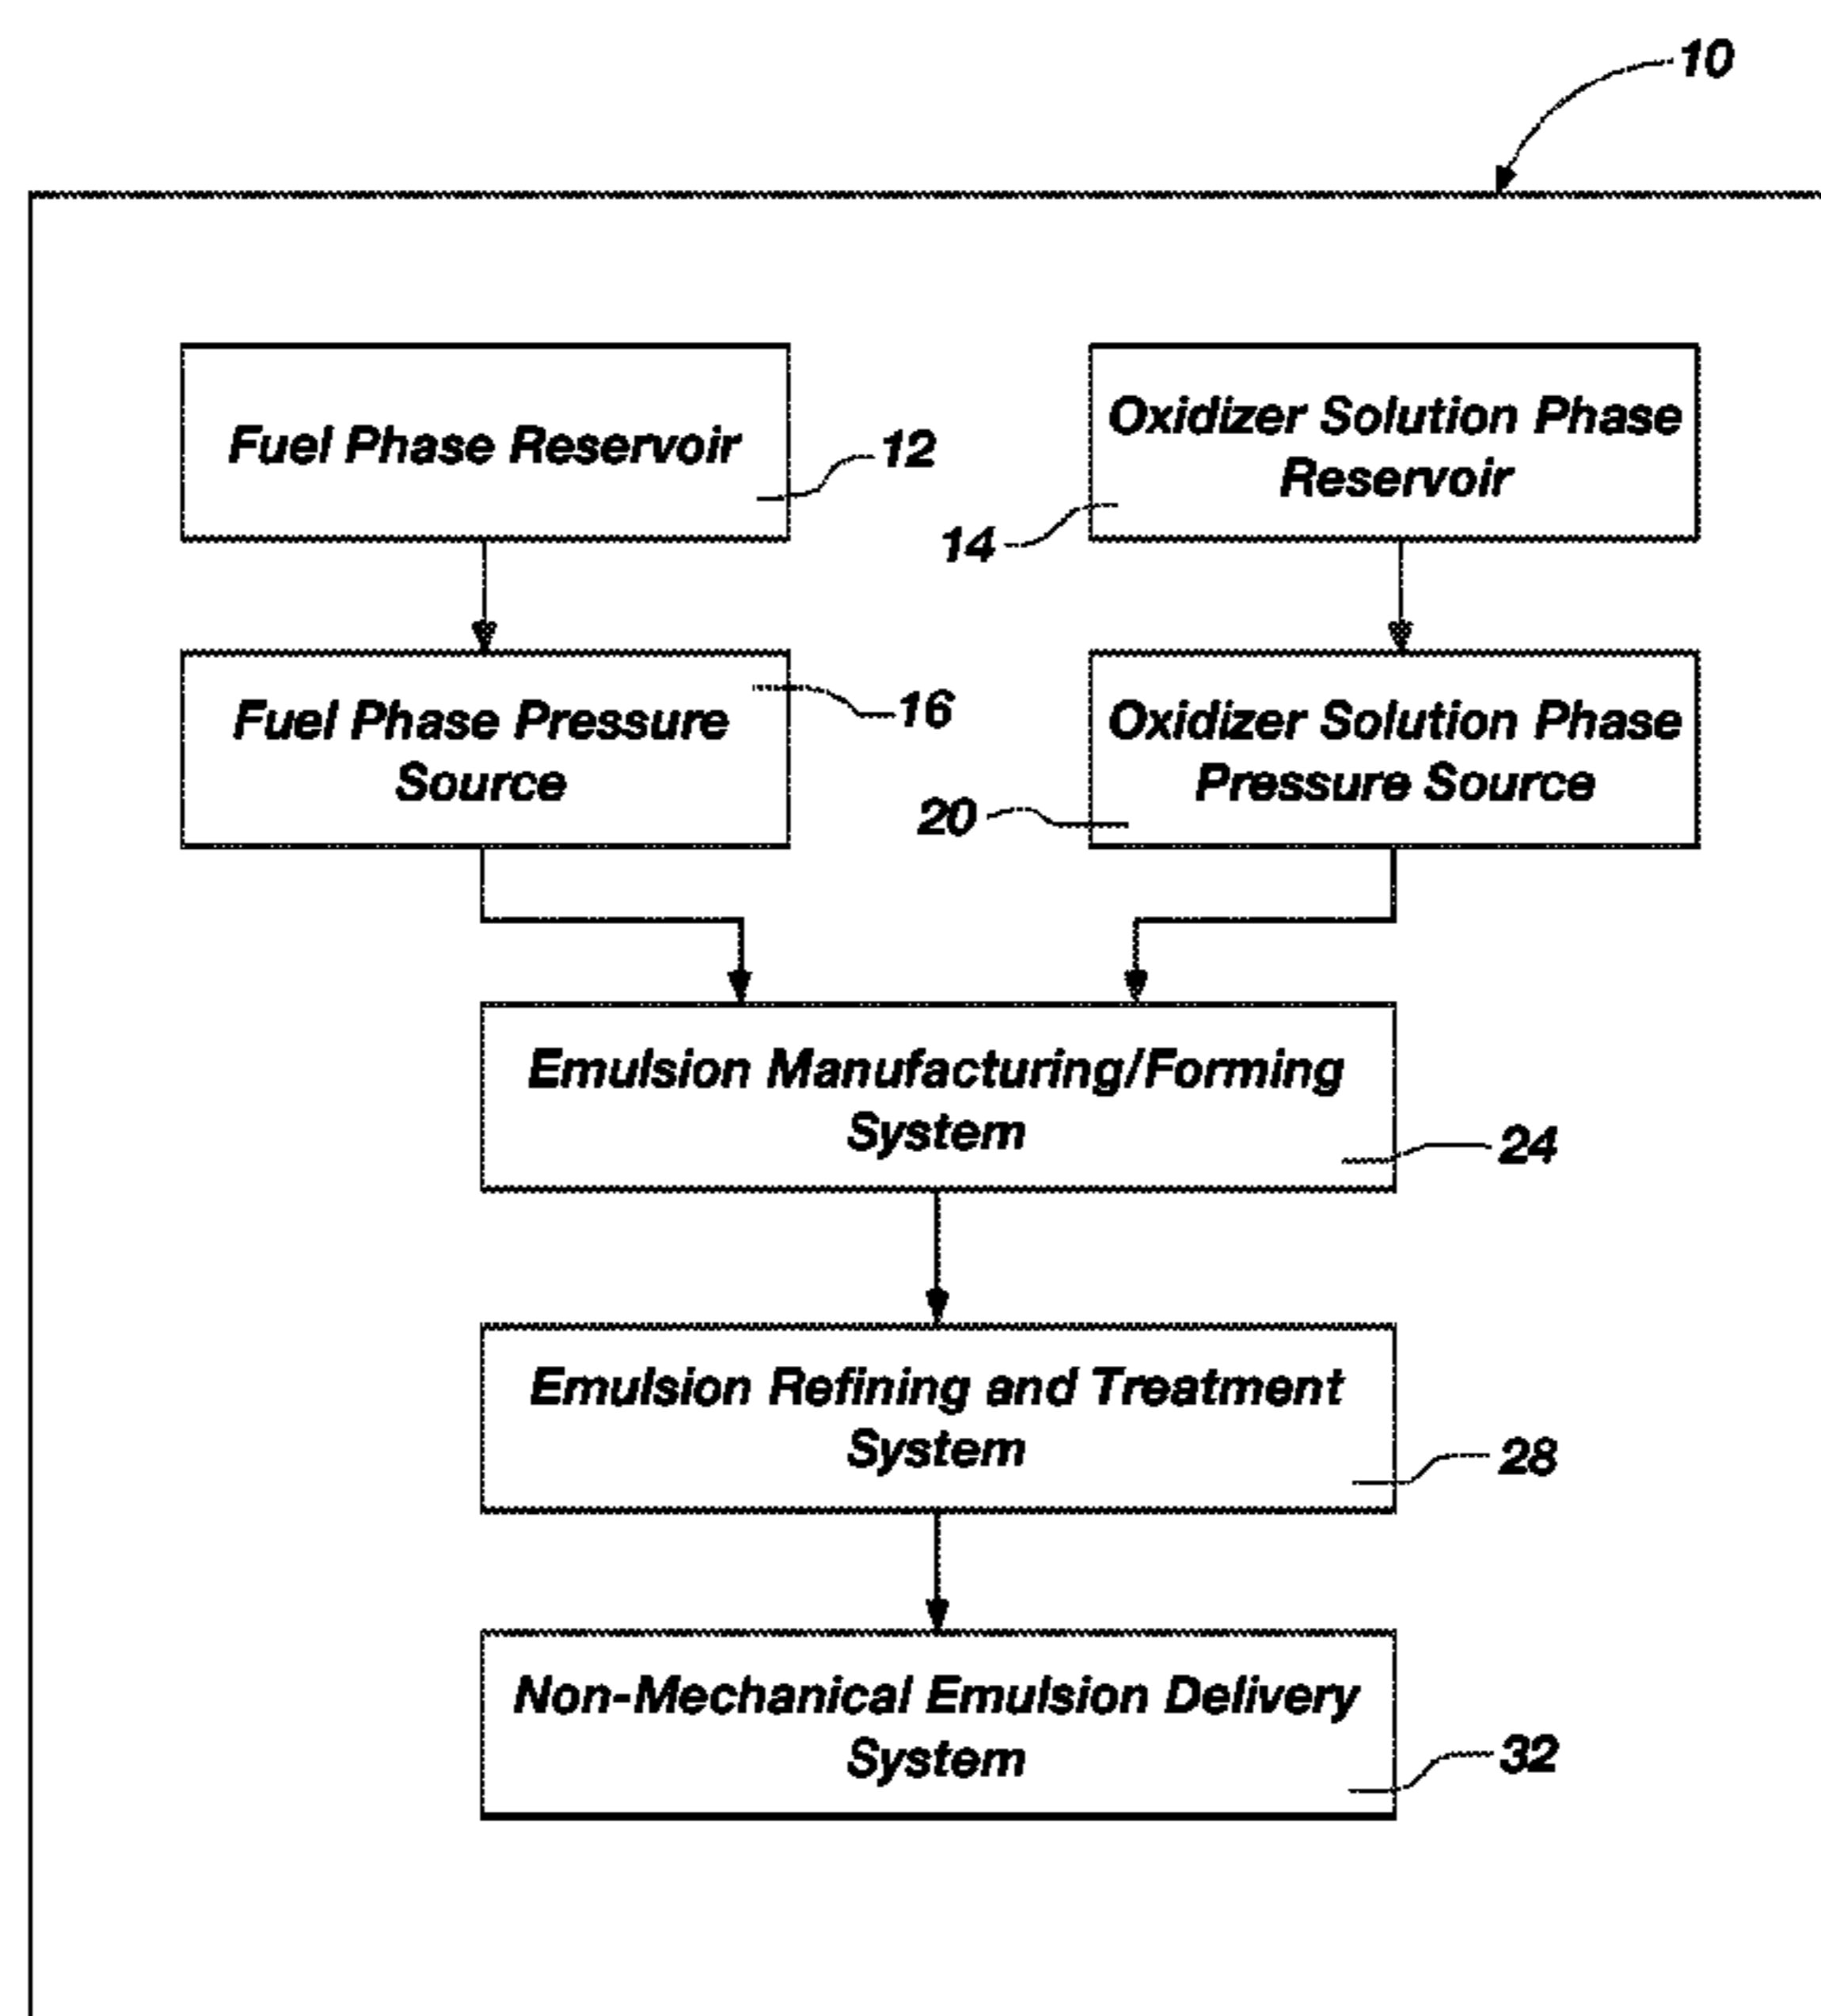 10
Fuel Phase Reservoir
12
Oxidizer Solution Phase
Reservoir
14
Fuel Phase Pressure
Source
16
Oxidizer Solution Phase
Pressure Source
20
Emulsion Manufacturing/Forming
System
24
Emulsion Refining and Treatment
System
28
Non-Mechanical Emulsion Delivery
System
32